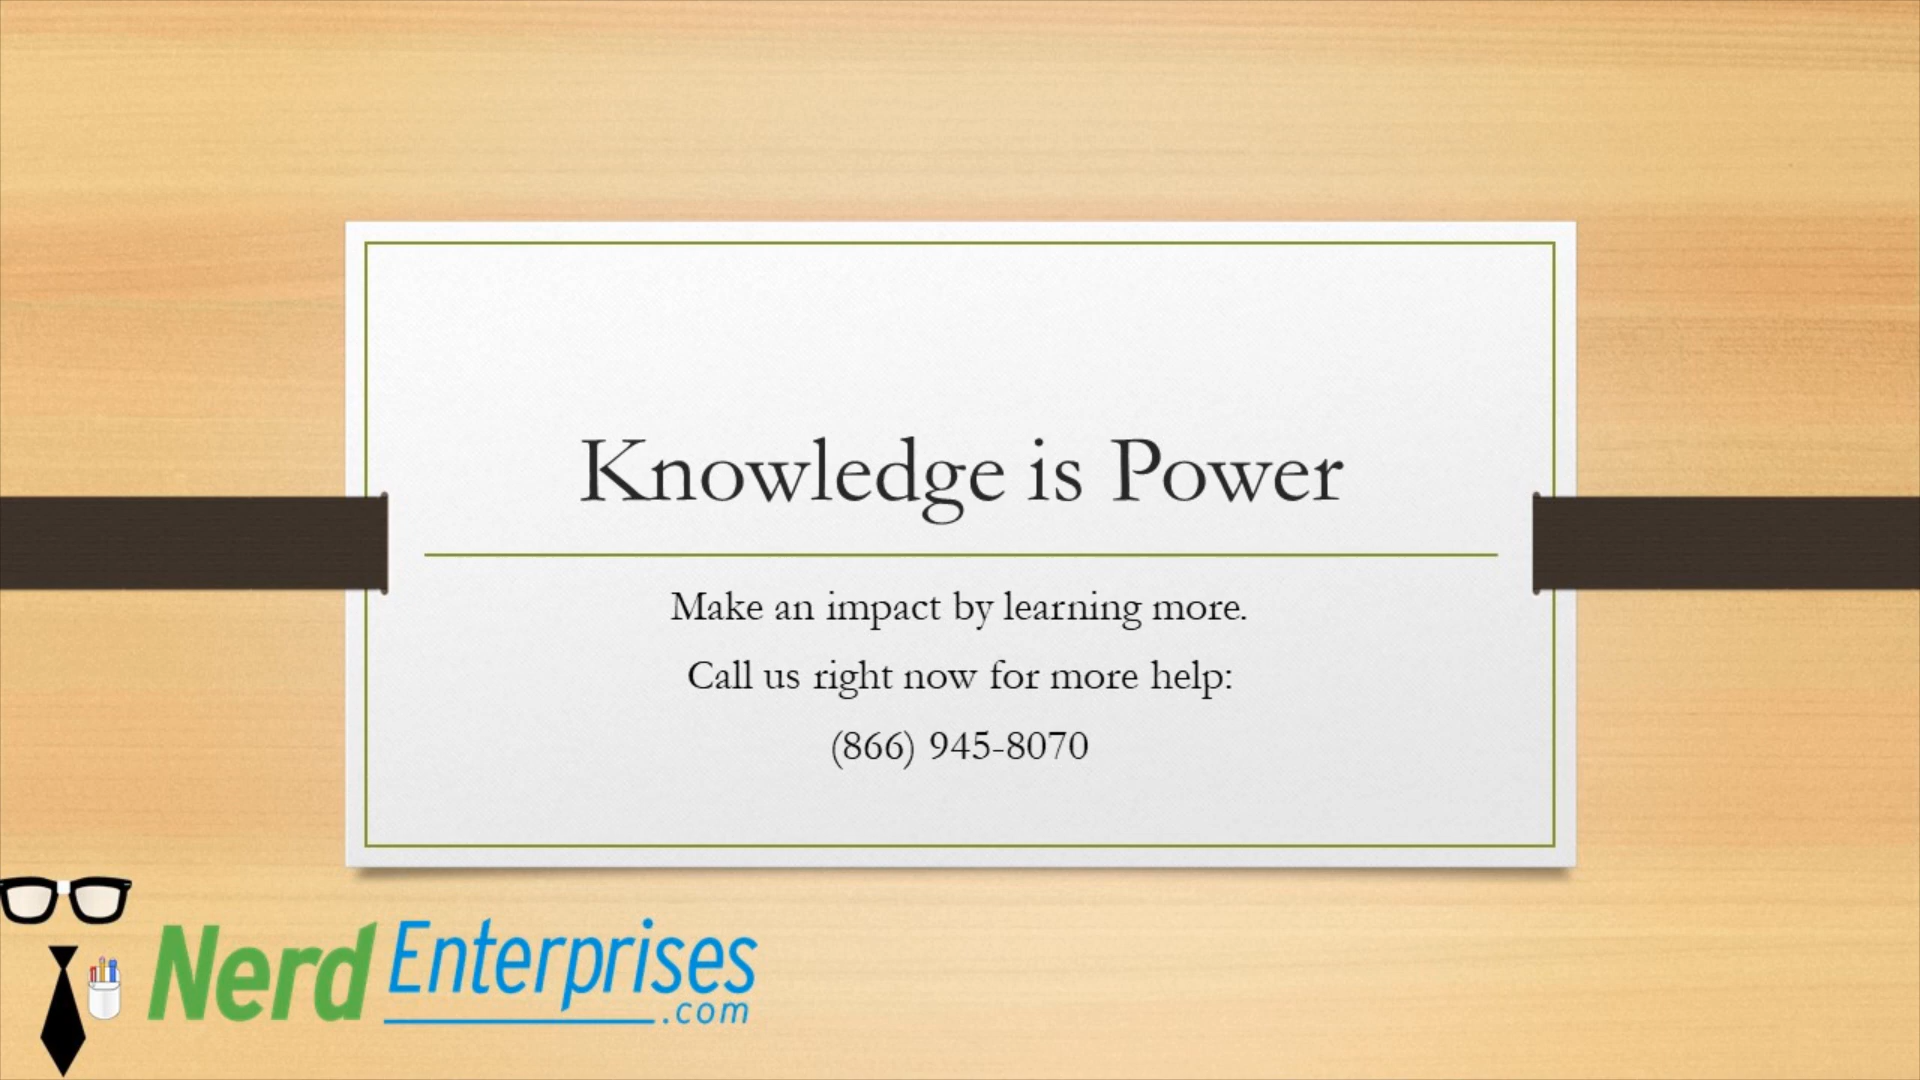 Knowledge is Power
Make an impact by learning more.
Call us right now for more help:
(866) 945-8070
Nerd Enterprises
.com